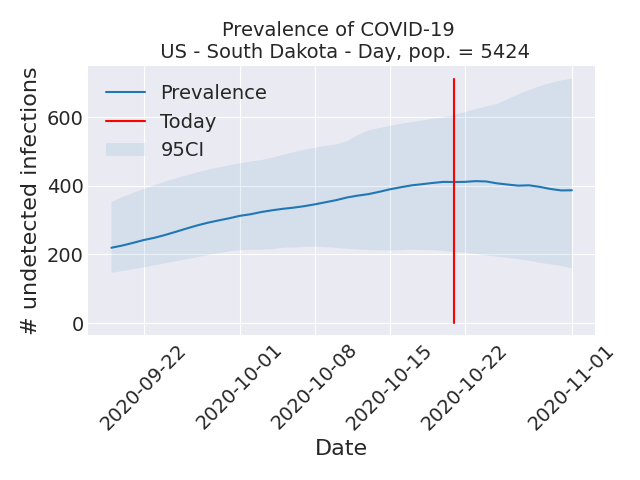 Prevalence of COVID-19
US - South Dakota - Day, pop. = 5424
# undetected infections
600
400
200
0
Prevalence
Today
95CI
2020-09-22
2020-10-01
2020-10-08
2020-10-15
2020-10-22
2020-11-01
Date